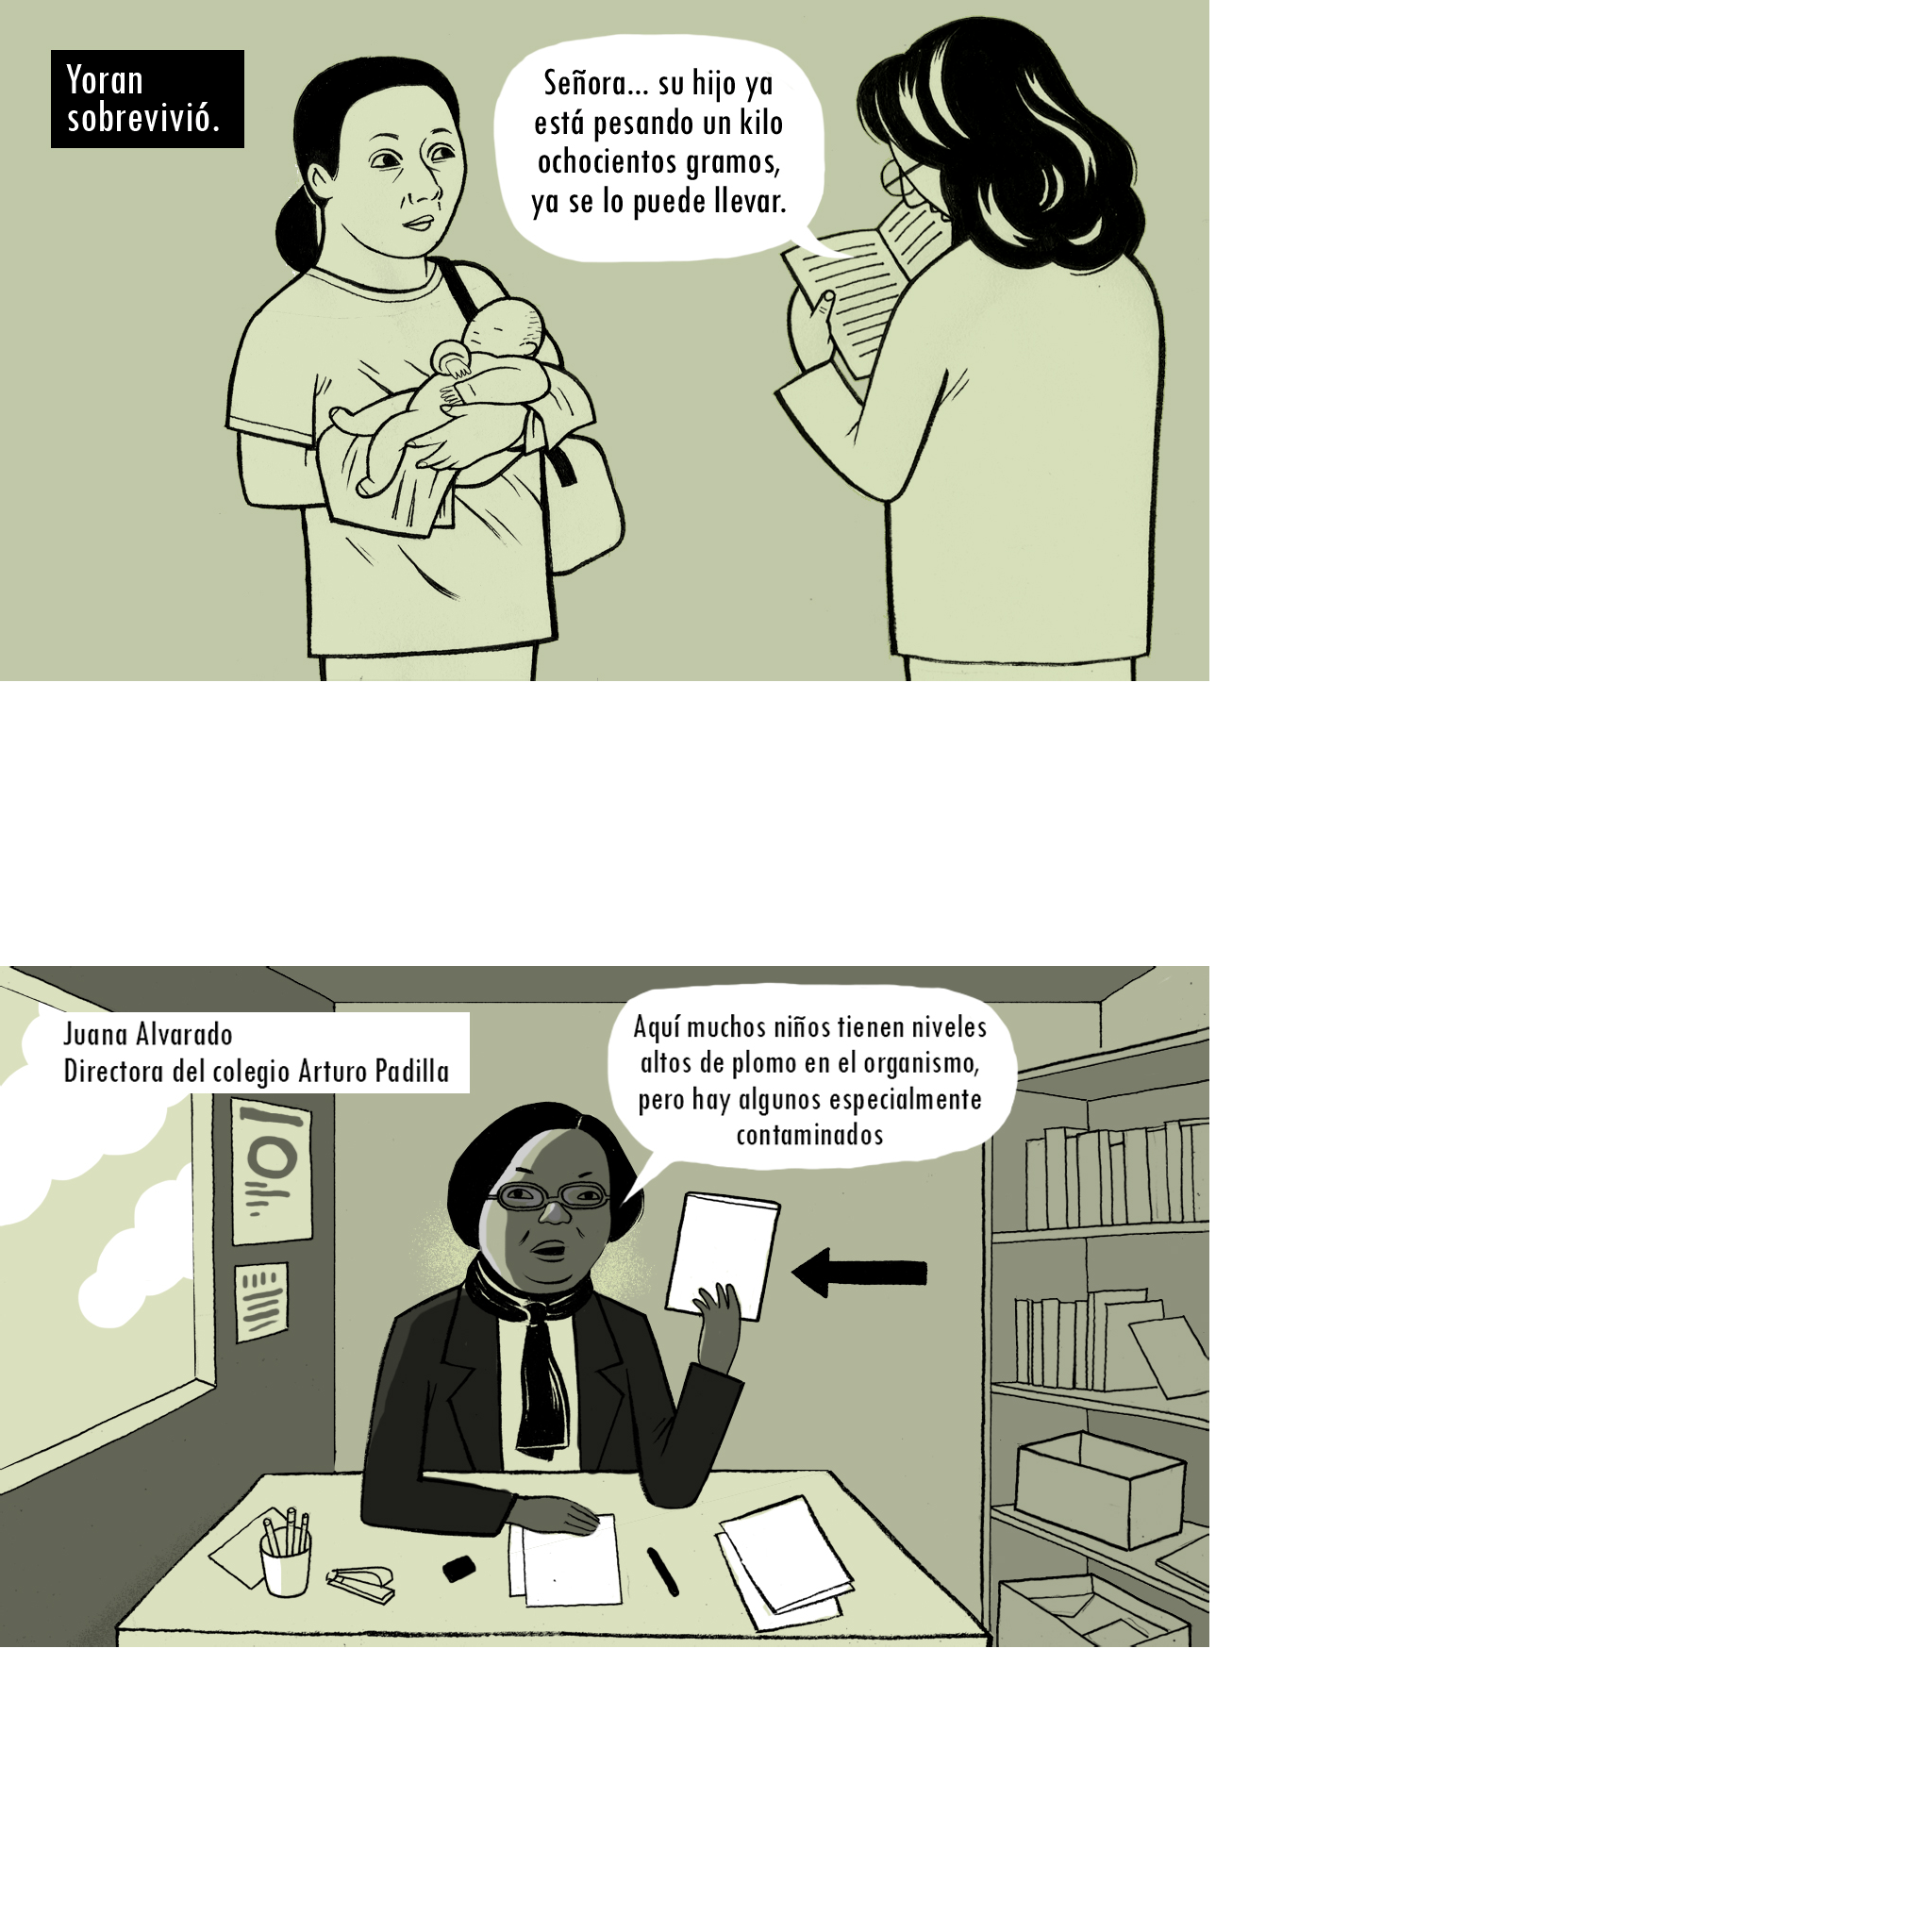 Yoran
sobrevivió.
Señora... su hijo ya
está pesando un kilo
ochocientos gramos,
ya se lo puede llevar.
Juana Alvarado
Directora del colegio Arturo Padilla
Aquí muchos niños tienen niveles
altos de plomo en el organismo,
pero hay algunos especialmente
contaminados